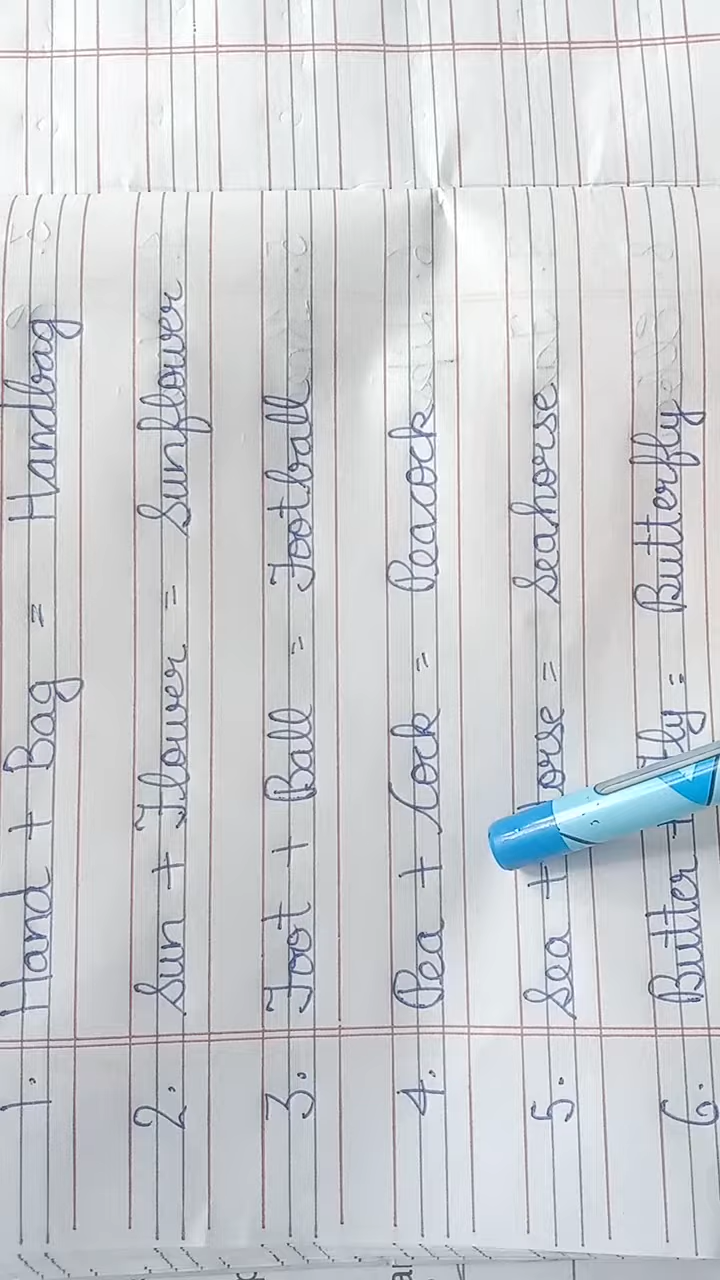 1. Hand + Bag = Handbag
2. Sun + Flower = Sunflower
3. Foot + Ball = Football
4. Pea + Cock = Peacock
5. Sea + orse = Seahorse
6. Butter + Fly = Butterfly